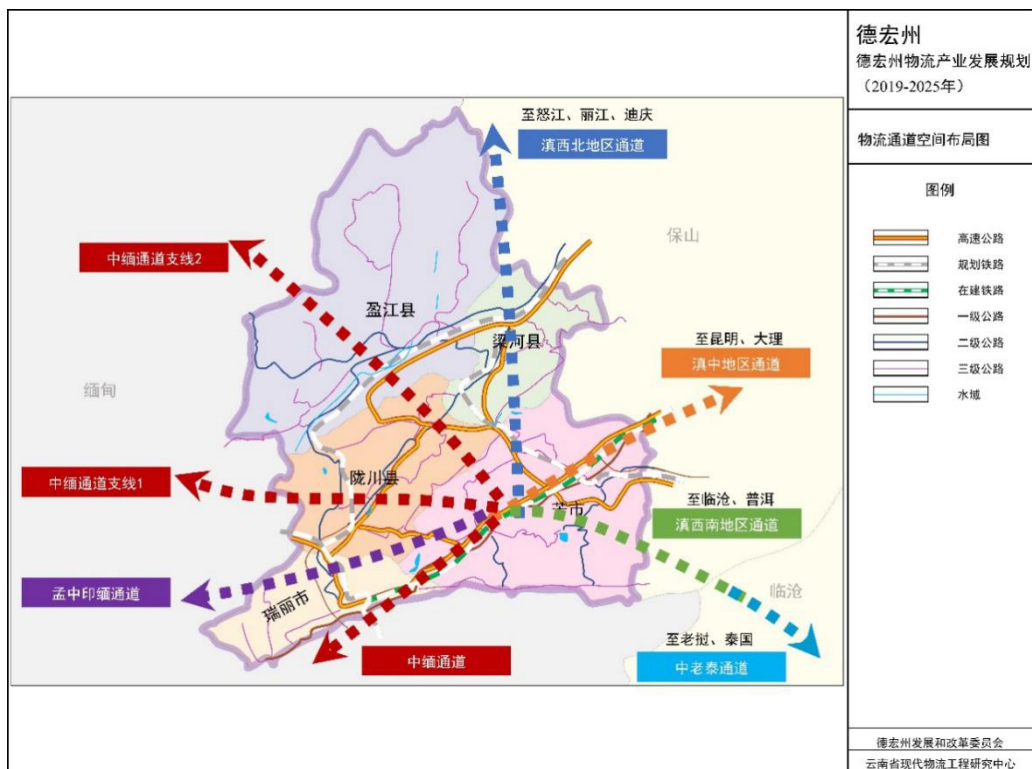 德宏州
德宏州物流产业发展规划
（2019-2025年）
物流通道空间布局图
图例
高速公路
规划铁路
在建铁路
一级公路
二级公路
三级公路
水域
至怒江、丽江、迪庆
滇西北地区通道
保山
中缅通道支线2
盈江县
梁河县
至昆明、大理
滇中地区通道
缅甸
中缅通道支线1
陇川县
芒市
至临沧、普洱
滇西南地区通道
孟中印缅通道
瑞丽市
临沧
至老挝、泰国
中老泰通道
中缅通道
德宏州发展和改革委员会
云南省现代物流工程研究中心